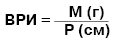 ВРИ = М (г)
Р (см)